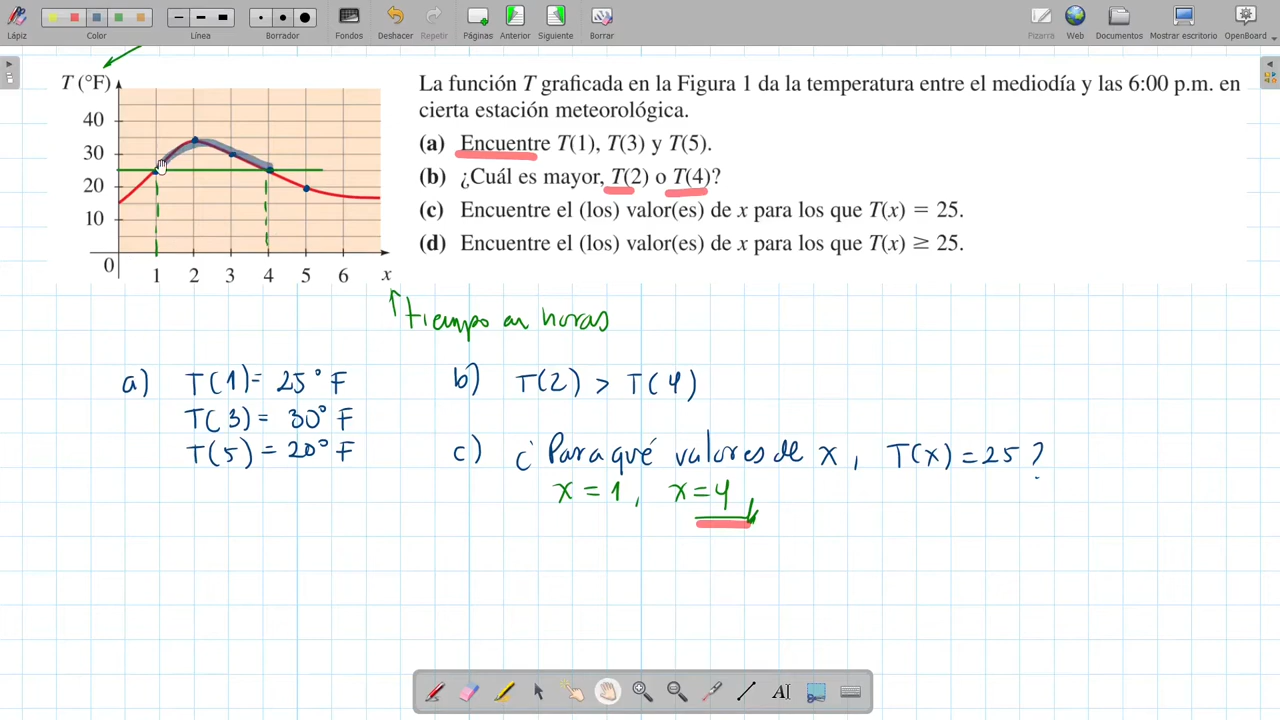 Lápiz Color Línea Borrador Fondos Deshacer Repetir Páginas Anterior Siguiente Borrar Pizarra Web Documentos Mostrar escritorio OpenBoard
T (°F)
40
30
20
10
0 1 2 3 4 5 6 x
La función T graficada en la Figura 1 da la temperatura entre el mediodía y las 6:00 p.m. en
cierta estación meteorológica.
(a) Encuentre T(1), T(3) y T(5).
(b) ¿Cuál es mayor, T(2) o T(4)?
(c) Encuentre el (los) valor(es) de x para los que T(x) = 25.
(d) Encuentre el (los) valor(es) de x para los que T(x) ≥ 25.
tiempo en horas
a) T(1)= 25° F
T(3) = 30° F
T(5) = 20° F
b) T(2) > T(4)
c) ¿Para qué valores de x, T(x)=25?
x = 1, x = 4
AI